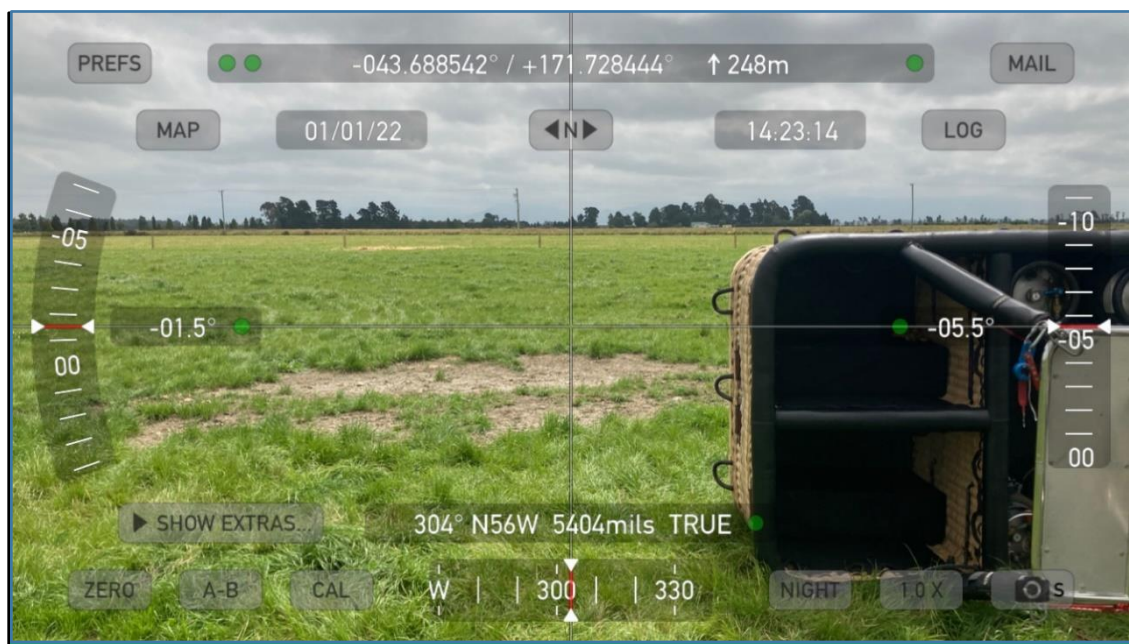 PREFS -043.688542° / +171.728444° ↑ 248m MAIL
MAP 01/01/22 ◀N▶ 14:23:14 LOG
-05
00
-01.5°
-05.5°
-10
-05
00
▶ SHOW EXTRAS...
304° N56W 5404mils TRUE
ZERO A-B CAL W 300 330 NIGHT 1.0 X S